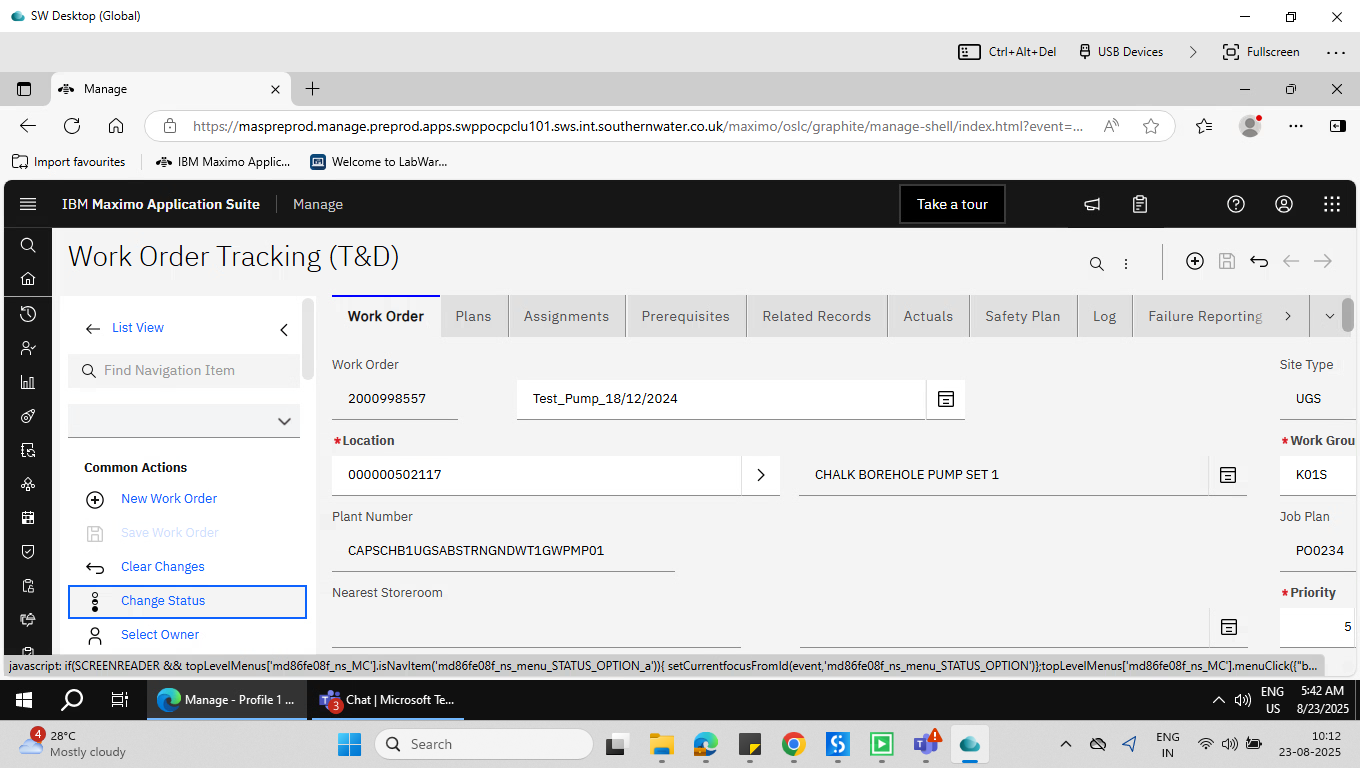 SW Desktop (Global)
Ctrl+Alt+Del
USB Devices
Fullscreen
Manage
https://maspreprod.manage.preprod.apps.swppocpclu101.sws.int.southernwater.co.uk/maximo/oslc/graphite/manage-shell/index.html?event=...
Import favourites
IBM Maximo Applic...
Welcome to LabWar...
IBM Maximo Application Suite
Manage
Take a tour
Work Order Tracking (T&D)
List View
Find Navigation Item
Common Actions
New Work Order
Save Work Order
Clear Changes
Change Status
Select Owner
Work Order
Plans
Assignments
Prerequisites
Related Records
Actuals
Safety Plan
Log
Failure Reporting
Work Order
Site Type
2000998557
Test_Pump_18/12/2024
UGS
*Location
*Work Grou
000000502117
CHALK BOREHOLE PUMP SET 1
K01S
Plant Number
Job Plan
CAPSCHB1UGSABSTRNGNDWT1GWPMP01
PO0234
Nearest Storeroom
*Priority
5
javascript: if(SCREENREADER && topLevelMenus['md86fe08f_ns_MC'].isNavItem('md86fe08f_ns_menu_STATUS_OPTION_a')){ setCurrentfocusFromId(event,'md86fe08f_ns_menu_STATUS_OPTION')};topLevelMenus['md86fe08f_ns_MC'].menuClick({"b...
Manage - Profile 1 ...
3
Chat | Microsoft Te...
ENG
US
5:42 AM
8/23/2025
4
28°C
Mostly cloudy
Search
ENG
IN
10:12
23-08-2025